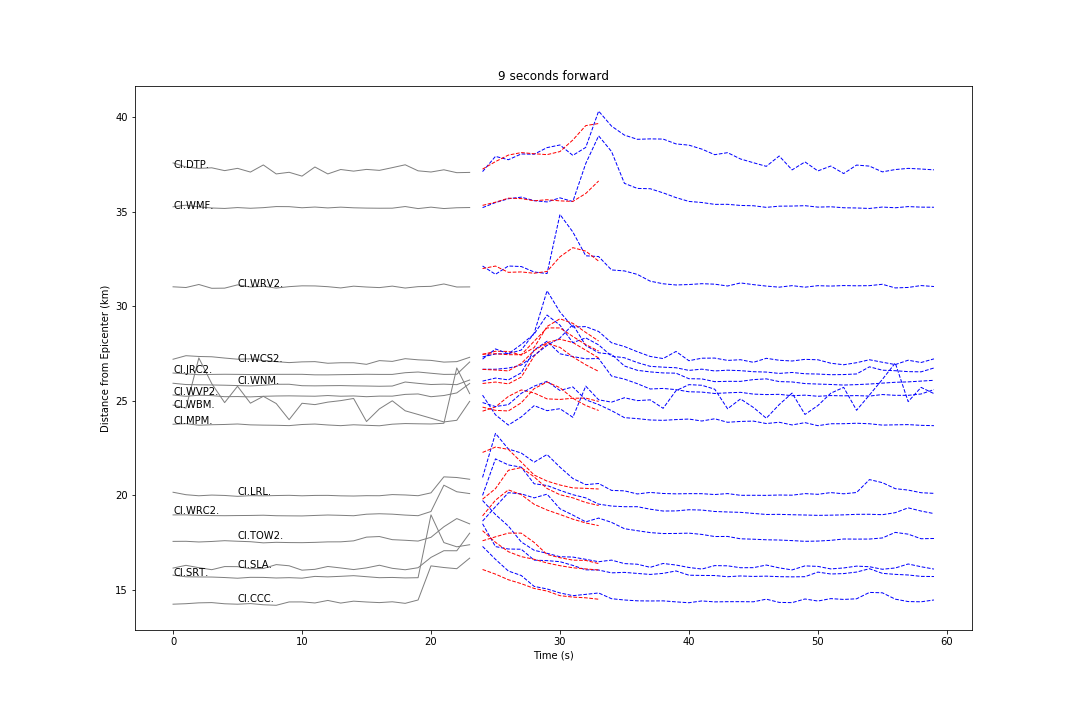 9 seconds forward
40
CI.DTP.
35
CI.WMF.
CI.WRV2.
30
CI.WCS2.
CI.JRC2.
CI.WNM.
CI.WVP2.
25
CI.WBM.
CI.MPM.
20
CI.LRL.
CI.WRC2.
CI.TOW2.
CI.SLA.
CI.SRT.
15
CI.CCC.
Distance from Epicenter (km)
0 10 20 30 40 50 60
Time (s)